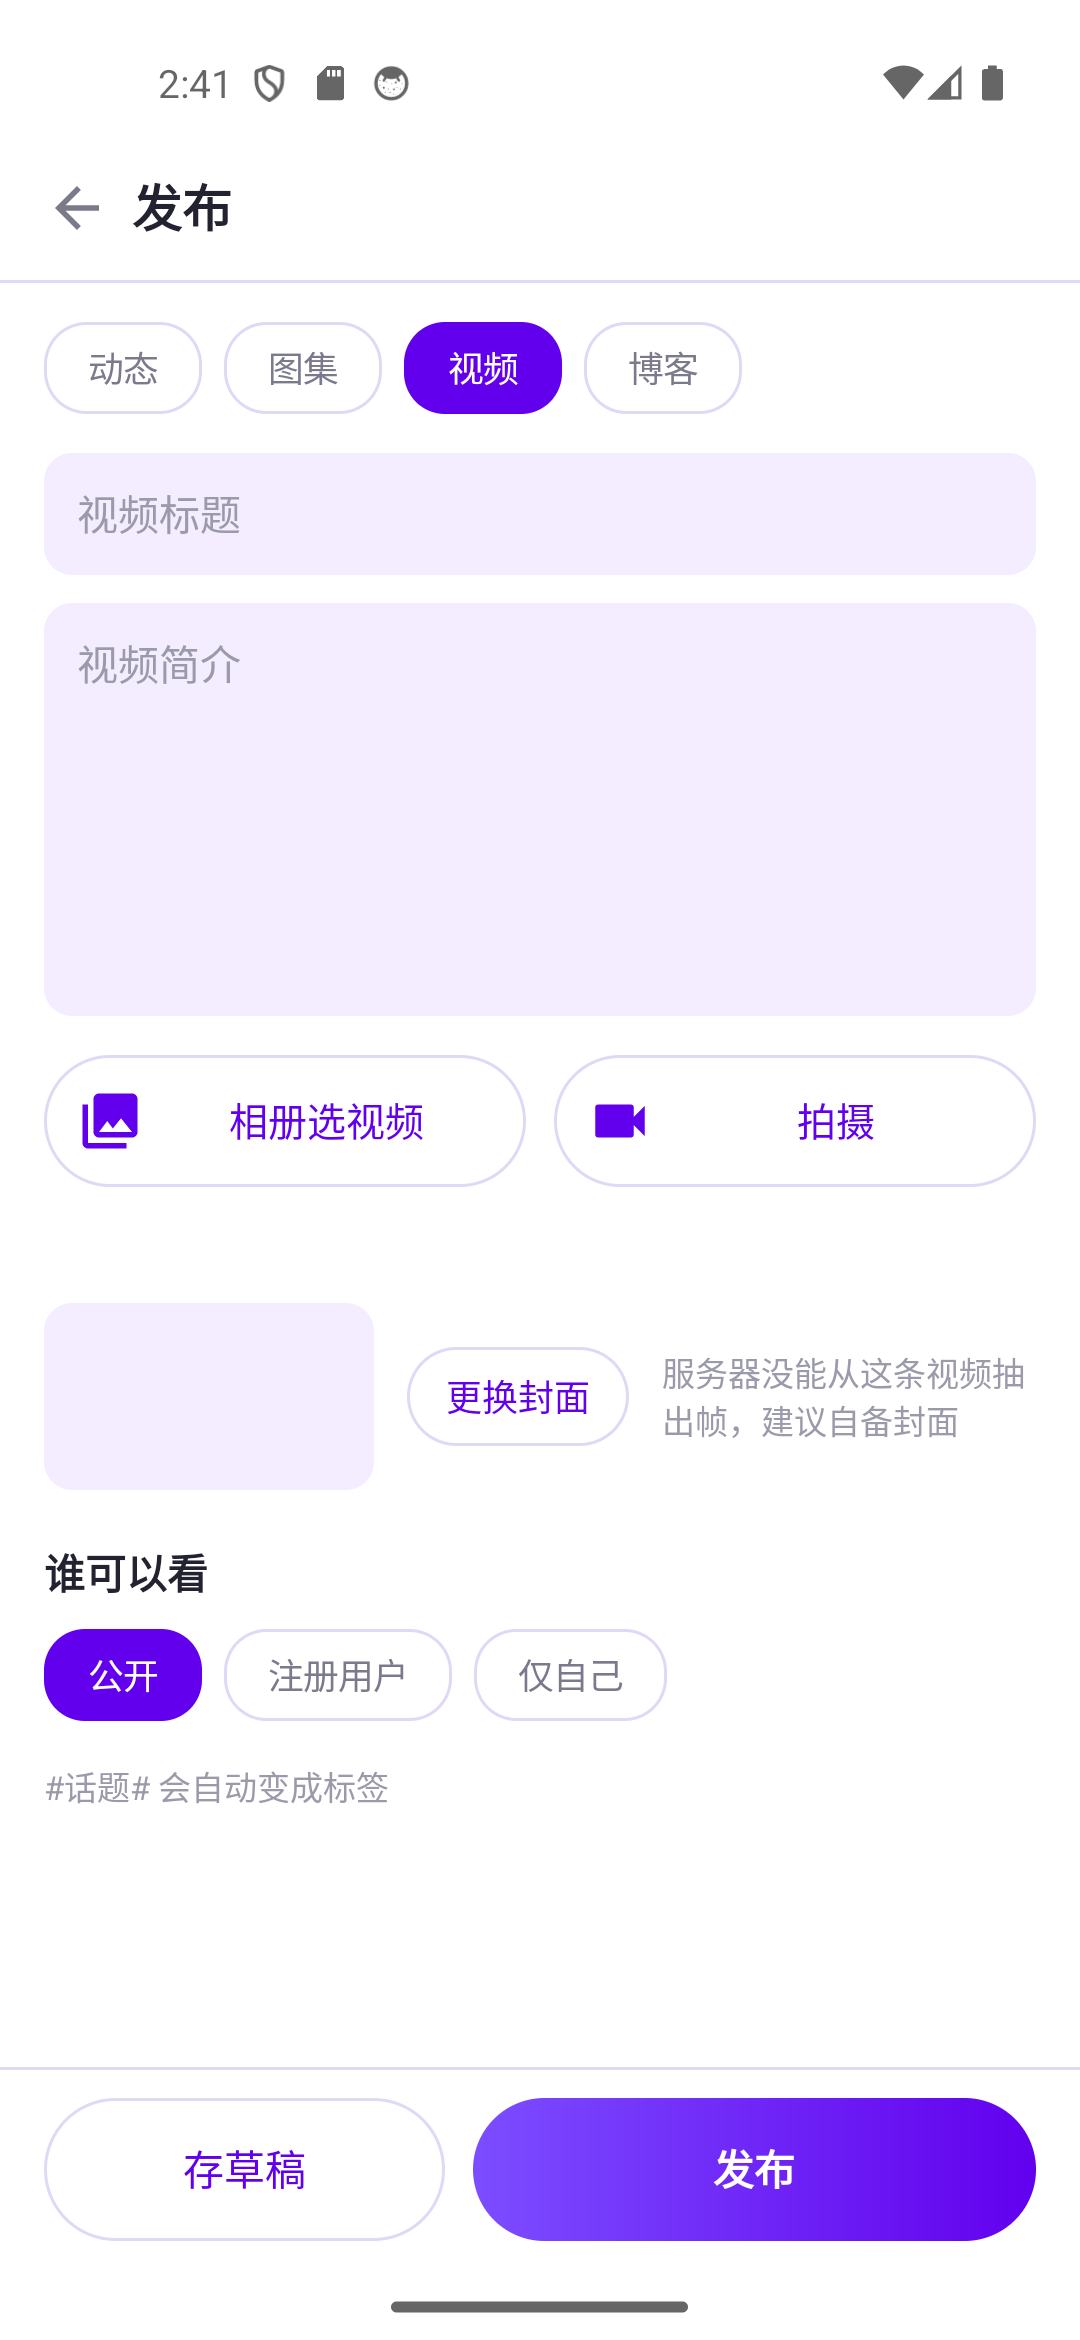 2:41
发布
动态
图集
视频
博客
视频标题
视频简介
相册选视频
拍摄
更换封面
服务器没能从这条视频抽
出帧，建议自备封面
谁可以看
公开
注册用户
仅自己
#话题# 会自动变成标签
存草稿
发布